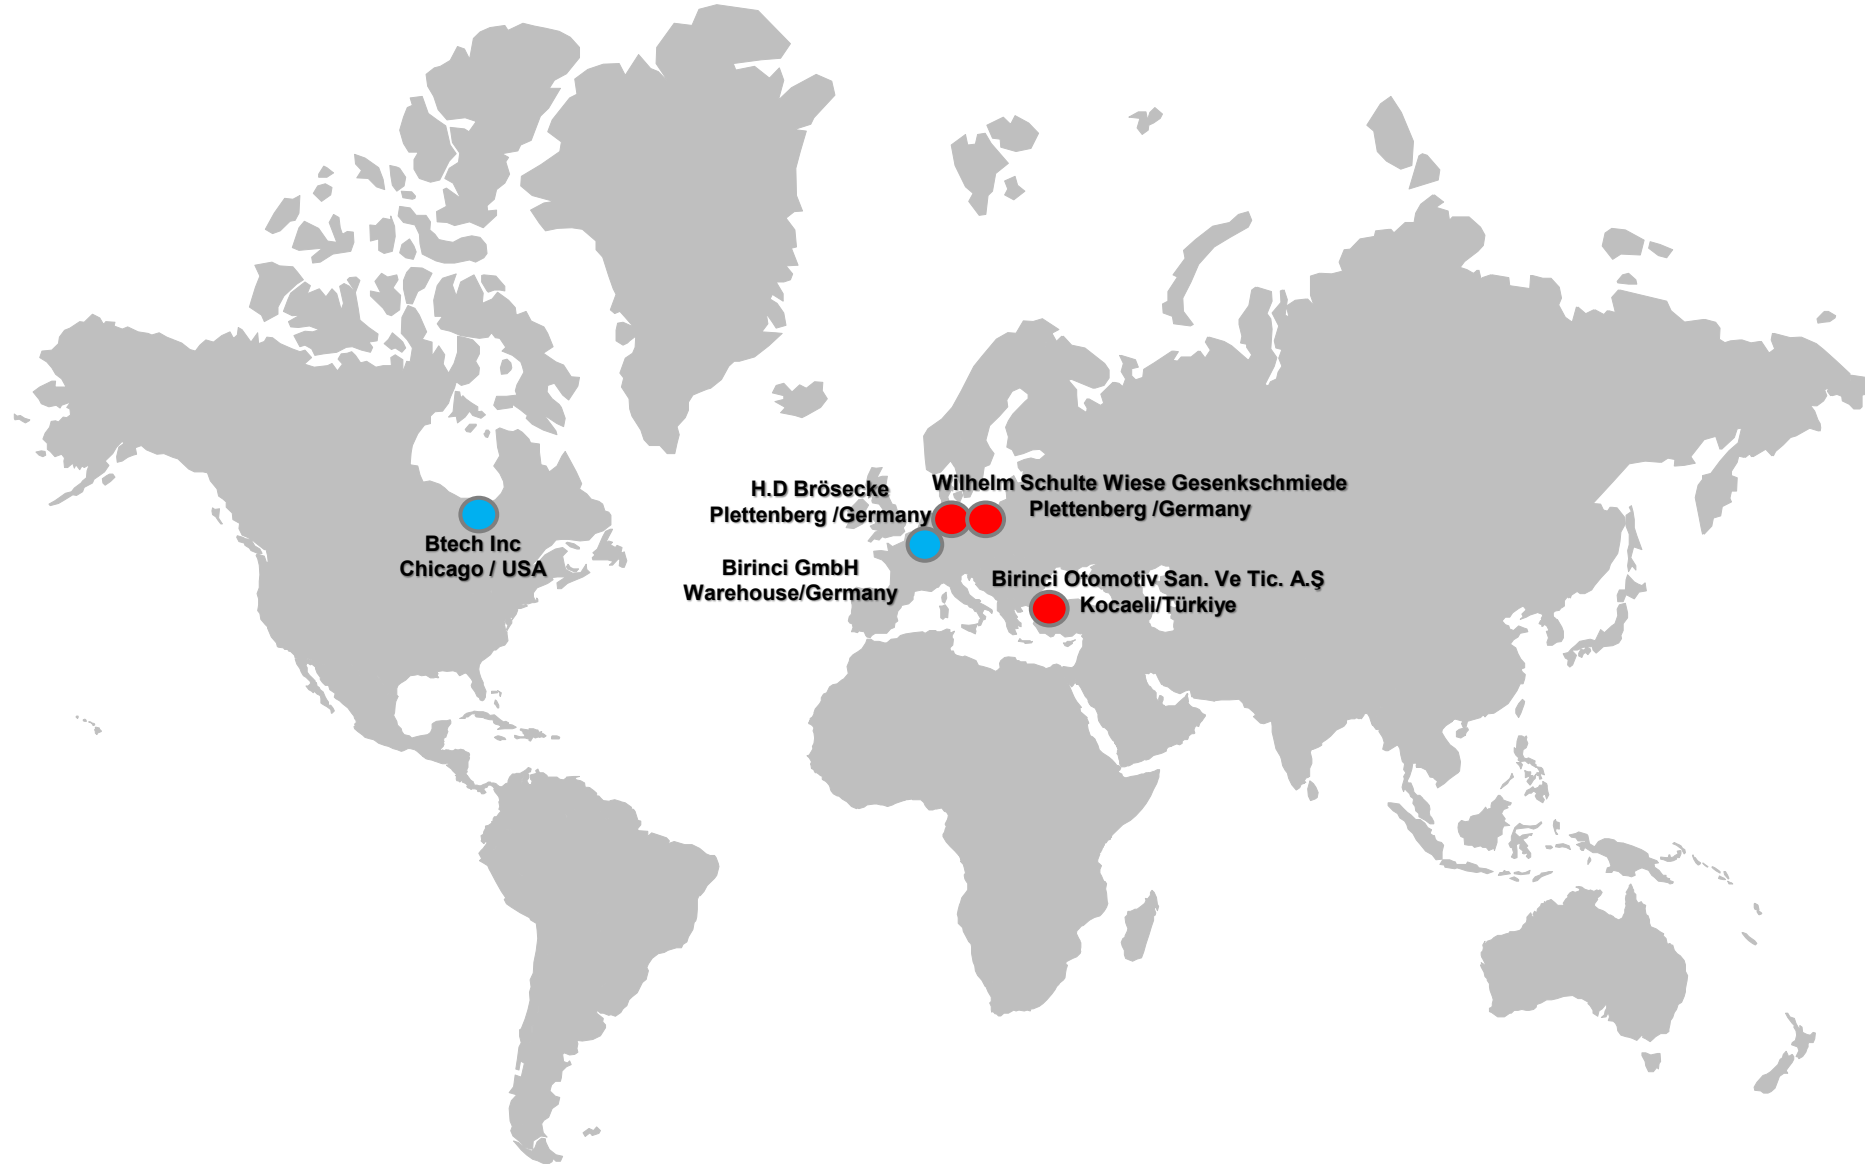 H.D Brösecke
Plettenberg /Germany
Wilhelm Schulte Wiese Gesenkschmiede
Plettenberg /Germany
Btech Inc
Chicago / USA
Birinci GmbH
Warehouse/Germany
Birinci Otomotiv San. Ve Tic. A.Ş
Kocaeli/Türkiye